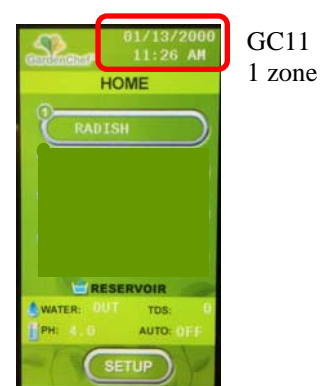 GardenChef
01/13/2000
11:26 AM
GC11
1 zone
HOME
1
RADISH
RESERVOIR
WATER: OUT TDS: 0
PH: 4.0 AUTO: OFF
SETUP